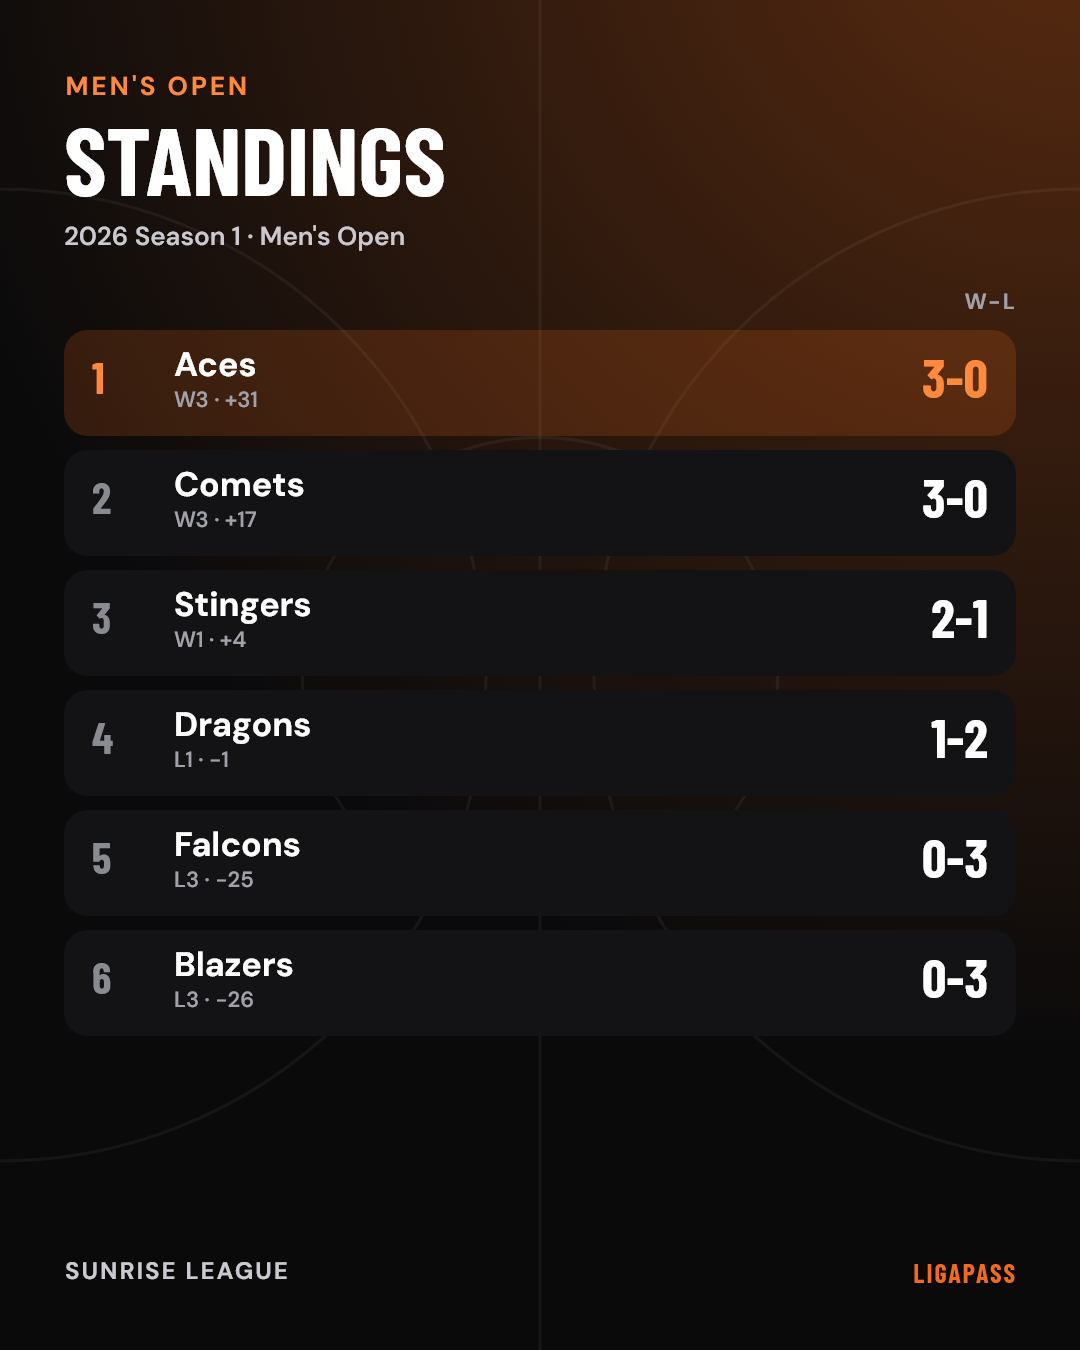 MEN'S OPEN
STANDINGS
2026 Season 1 · Men's Open
W-L
1 Aces 3-0
W3 · +31
2 Comets 3-0
W3 · +17
3 Stingers 2-1
W1 · +4
4 Dragons 1-2
L1 · -1
5 Falcons 0-3
L3 · -25
6 Blazers 0-3
L3 · -26
SUNRISE LEAGUE
LIGAPASS